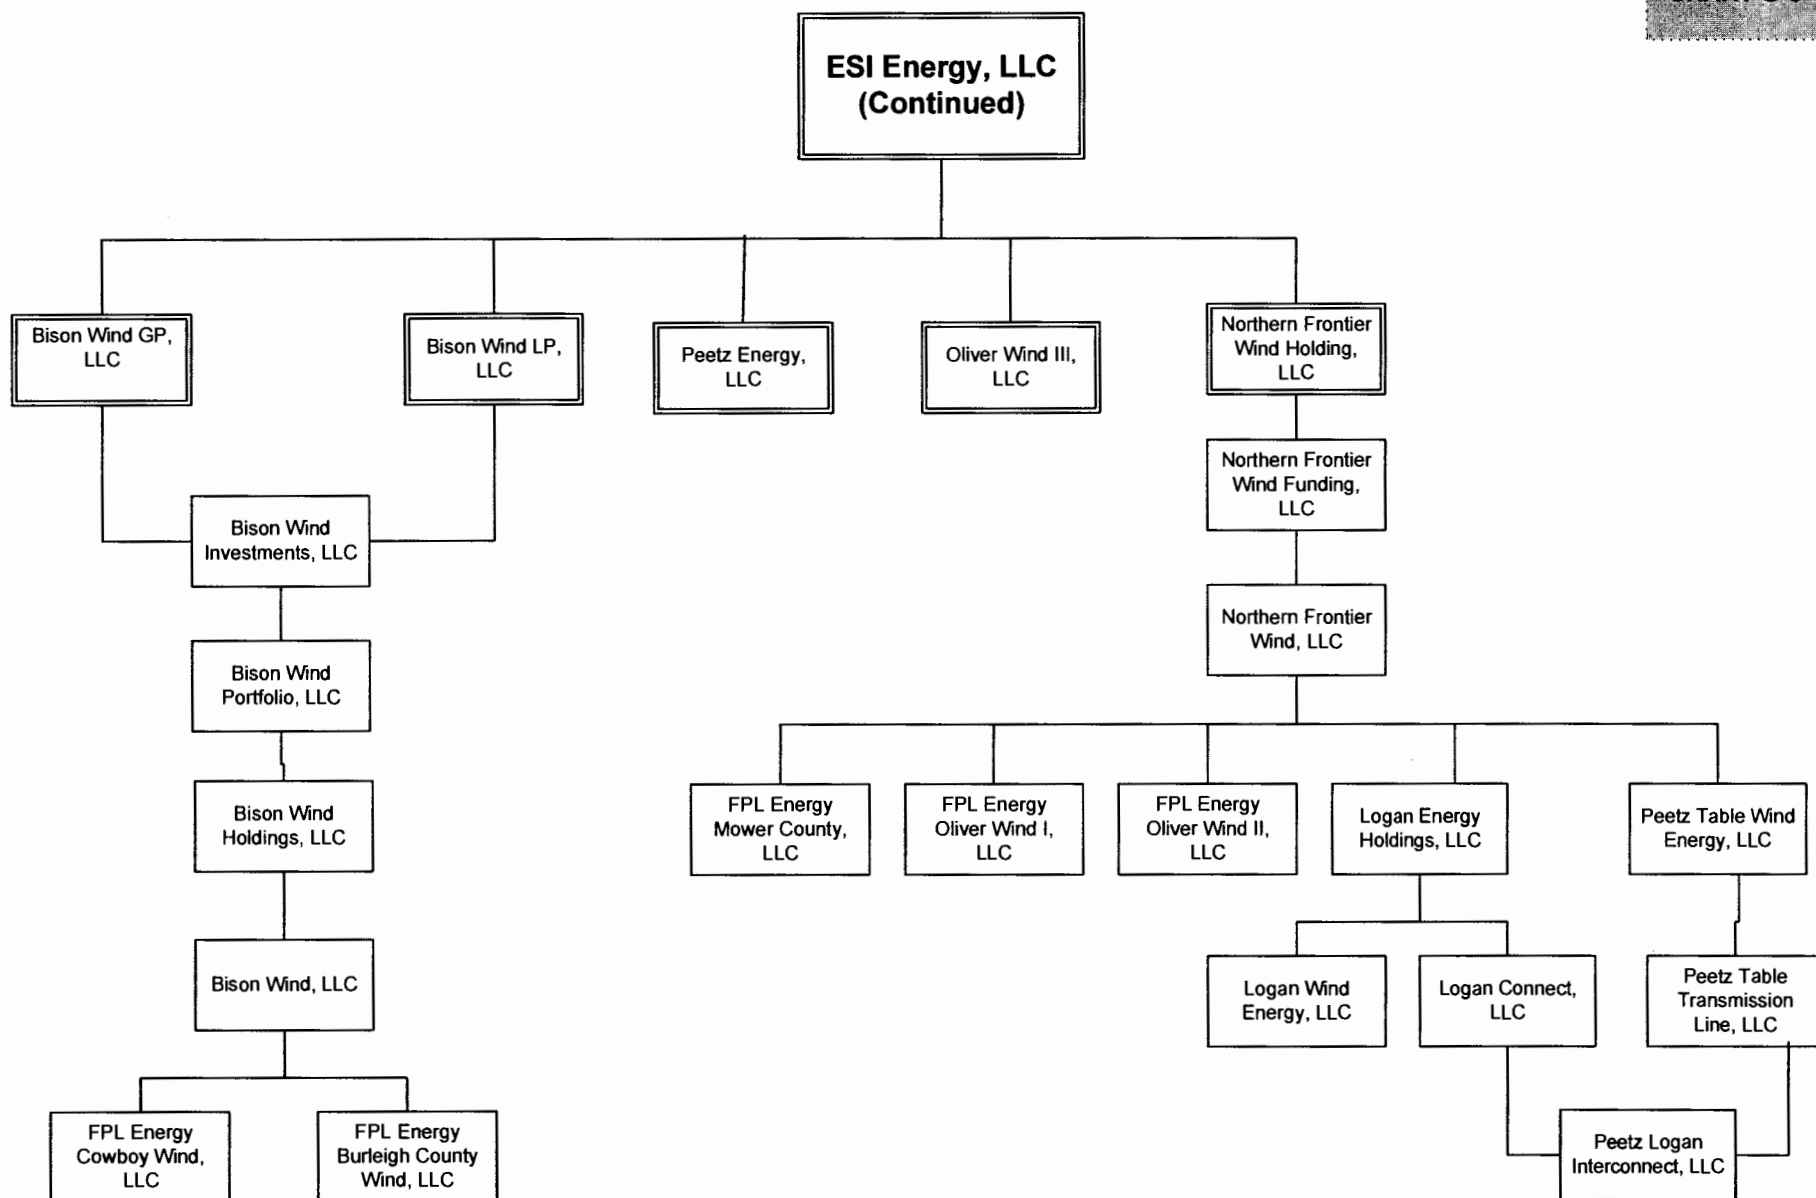 ESI Energy, LLC
(Continued)
Bison Wind GP,
LLC
Bison Wind LP,
LLC
Peetz Energy,
LLC
Oliver Wind III,
LLC
Northern Frontier
Wind Holding,
LLC
Northern Frontier
Wind Funding,
LLC
Bison Wind
Investments, LLC
Northern Frontier
Wind, LLC
Bison Wind
Portfolio, LLC
Bison Wind
Holdings, LLC
FPL Energy
Mower County,
LLC
FPL Energy
Oliver Wind I,
LLC
FPL Energy
Oliver Wind II,
LLC
Logan Energy
Holdings, LLC
Peetz Table Wind
Energy, LLC
Bison Wind, LLC
Logan Wind
Energy, LLC
Logan Connect,
LLC
Peetz Table
Transmission
Line, LLC
FPL Energy
Cowboy Wind,
LLC
FPL Energy
Burleigh County
Wind, LLC
Peetz Logan
Interconnect, LLC